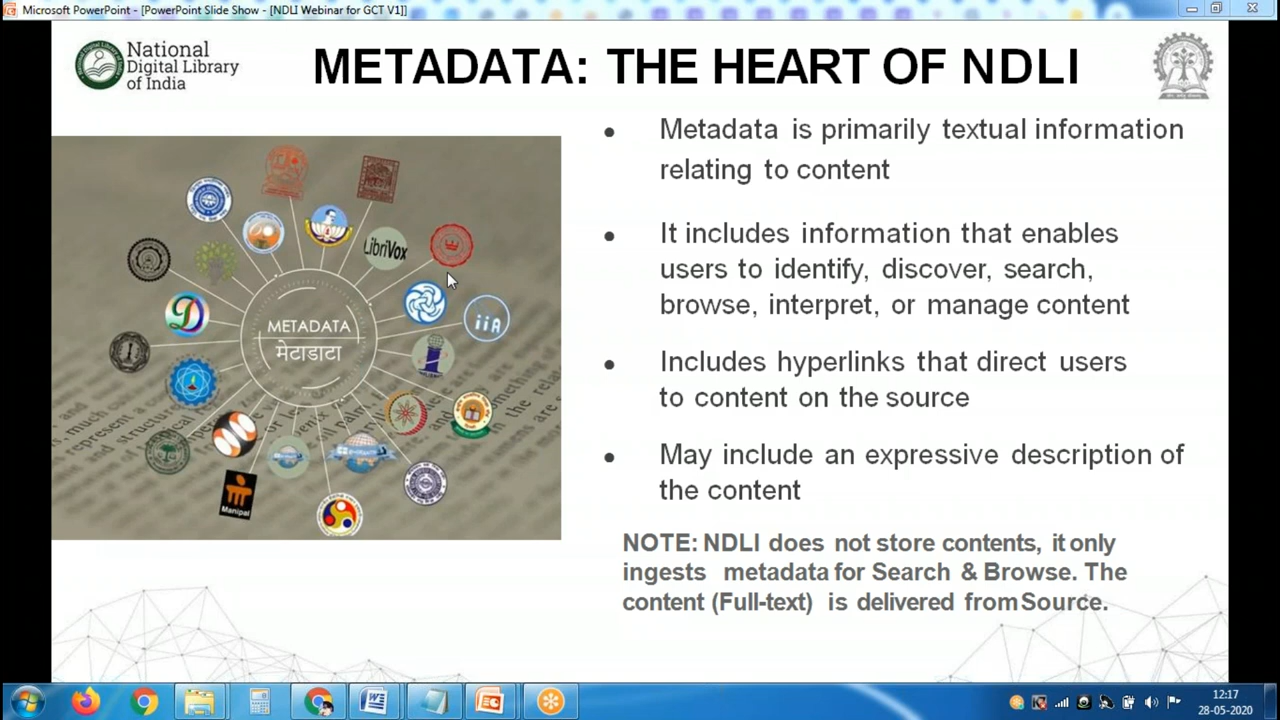 Microsoft PowerPoint - [PowerPoint Slide Show - [NDLI Webinar for GCT V1]]
National
Digital Library
of India
METADATA: THE HEART OF NDLI
• Metadata is primarily textual information
relating to content
• It includes information that enables
users to identify, discover, search,
browse, interpret, or manage content
• Includes hyperlinks that direct users
to content on the source
• May include an expressive description of
the content
NOTE: NDLI does not store contents, it only
ingests metadata for Search & Browse. The
content (Full-text) is delivered from Source.
LibriVox
iiA
METADATA
मेटाडाटा
Manipal
12:17
28-05-2020